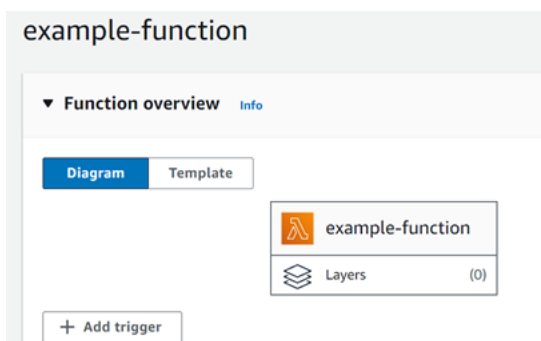 example-function
Function overview Info
Diagram Template
example-function
Layers (0)
+ Add trigger